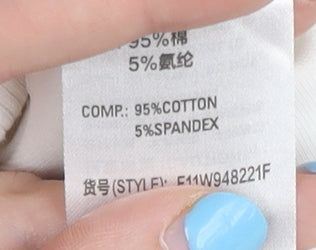 95%棉
5%氨纶
COMP.: 95%COTTON
5%SPANDEX
货号(STYLE): F11W948221F